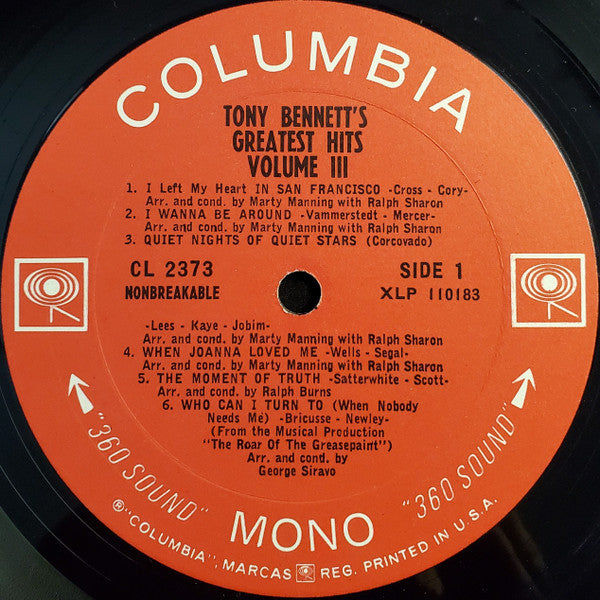 COLUMBIA
TONY BENNETT'S
GREATEST HITS
VOLUME III
1. I Left My Heart IN SAN FRANCISCO -Cross - Cory-
Arr. and cond. by Marty Manning with Ralph Sharon
2. I WANNA BE AROUND -Vammerstedt - Mercer-
Arr. and cond. by Marty Manning with Ralph Sharon
3. QUIET NIGHTS OF QUIET STARS (Corcovado)
CL 2373
SIDE 1
NONBREAKABLE
XLP 110183
-Lees - Kaye - Jobim-
Arr. and cond. by Marty Manning with Ralph Sharon
4. WHEN JOANNA LOVED ME -Wells - Segal-
Arr. and cond. by Marty Manning with Ralph Sharon
5. THE MOMENT OF TRUTH -Satterwhite - Scott-
Arr. and cond. by Ralph Burns
6. WHO CAN I TURN TO (When Nobody
Needs Me) -Bricusse - Newley-
(From the Musical Production
"The Roar Of The Greasepaint")
Arr. and cond. by
George Siravo
"360 SOUND"
"360 SOUND"
MONO
® "COLUMBIA", MARCAS REG. PRINTED IN U.S.A.